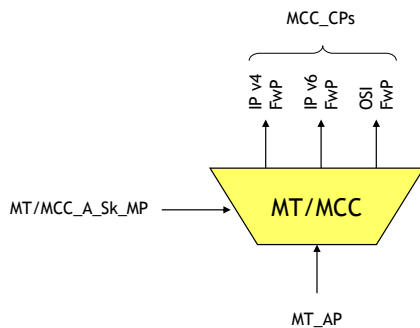 MCC_CPs
IP v4
FwP
IP v6
FwP
OSI
FwP
MT/MCC
MT/MCC_A_Sk_MP
MT_AP